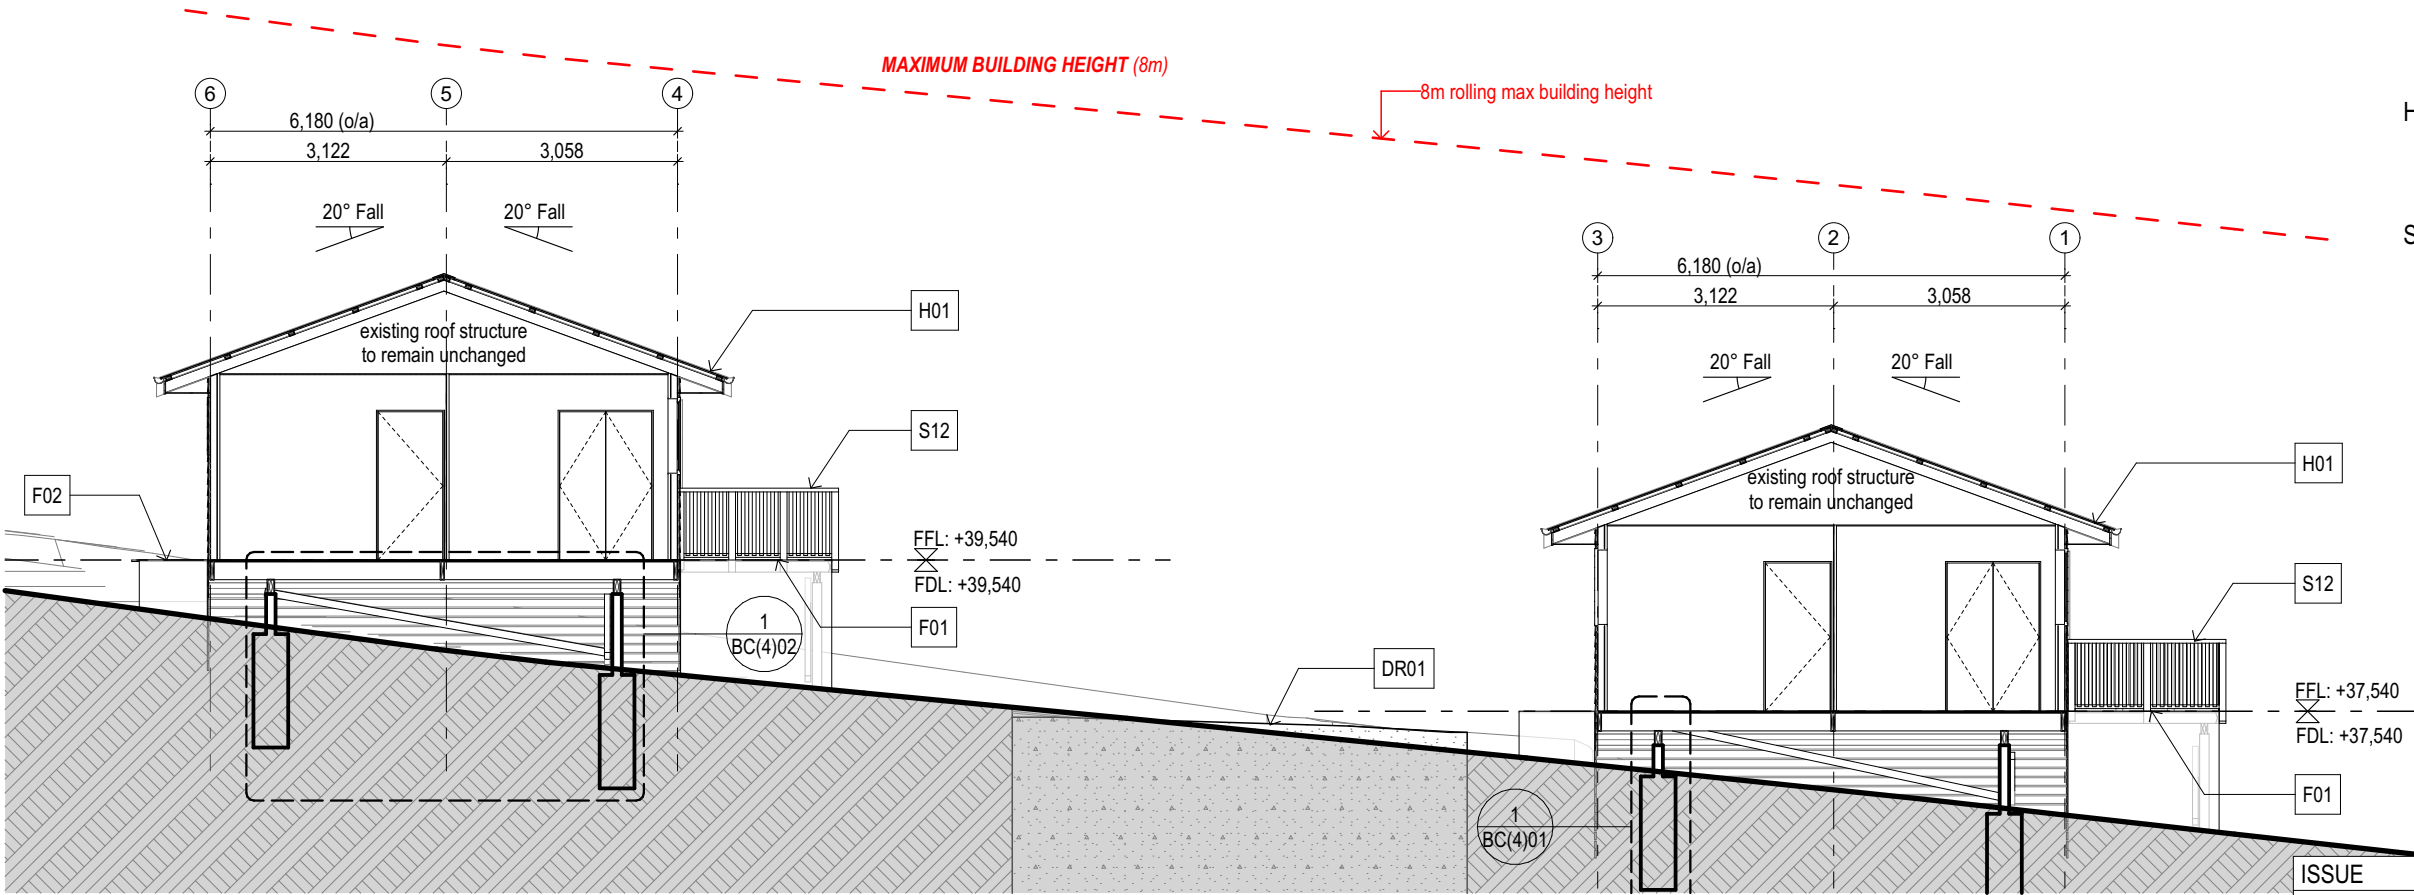 MAXIMUM BUILDING HEIGHT (8m)
8m rolling max building height
H
S
6
5
4
6,180 (o/a)
3,122
3,058
20° Fall
20° Fall
existing roof structure
to remain unchanged
H01
S12
F02
FFL: +39,540
FDL: +39,540
F01
1
BC(4)02
DR01
3
2
1
6,180 (o/a)
3,122
3,058
20° Fall
20° Fall
existing roof structure
to remain unchanged
H01
S12
FFL: +37,540
FDL: +37,540
F01
1
BC(4)01
ISSUE